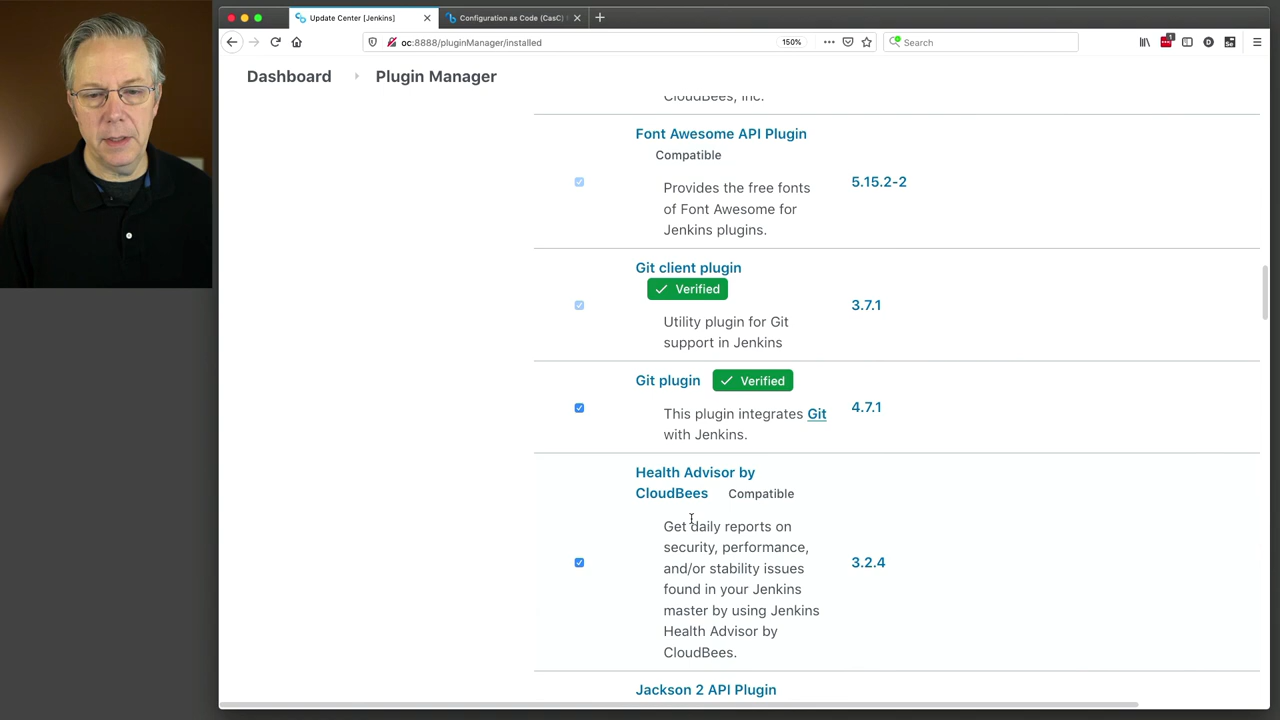 Update Center [Jenkins]
Configuration as Code (CasC)
oc:8888/pluginManager/installed
150%
Search
1
Dashboard
Plugin Manager
CloudBees, Inc.
Font Awesome API Plugin
Compatible
Provides the free fonts
of Font Awesome for
Jenkins plugins.
5.15.2-2
Git client plugin
Verified
Utility plugin for Git
support in Jenkins
3.7.1
Git plugin Verified
This plugin integrates Git
with Jenkins.
4.7.1
Health Advisor by
CloudBees Compatible
Get daily reports on
security, performance,
and/or stability issues
found in your Jenkins
master by using Jenkins
Health Advisor by
CloudBees.
3.2.4
Jackson 2 API Plugin